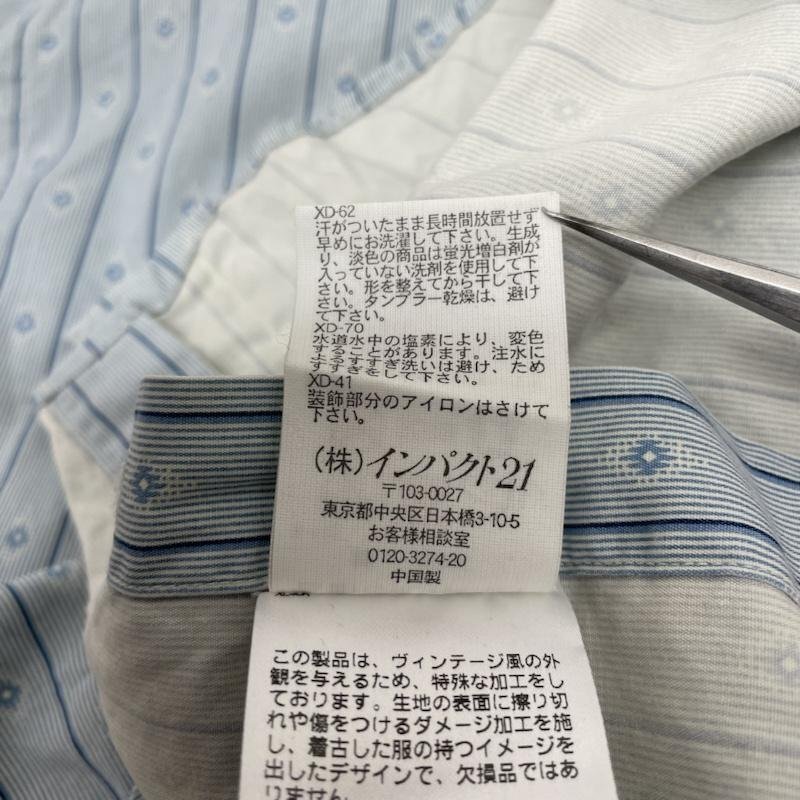 XD-62
汗がついたまま長時間放置せず
早めにお洗濯して下さい。生成
り、淡色の商品は蛍光増白剤が
入っていない洗剤を使用して下
さい。形を整えてから干して下
さい。タンブラー乾燥は、避け
て下さい。
XD-70
水道水中の塩素により、変色
することがあります。注水に
よるすすぎ洗いは避け、ため
すすぎをして下さい。
XD-41
装飾部分のアイロンはさけて
下さい。
(株)インパクト21
〒103-0027
東京都中央区日本橋3-10-5
お客様相談室
0120-3274-20
中国製
この製品は、ヴィンテージ風の外
観を与えるため、特殊な加工をし
ております。生地の表面に擦り切
れや傷をつけるダメージ加工を施
し、着古した服の持つイメージを
出したデザインで、欠損品ではあ
りません